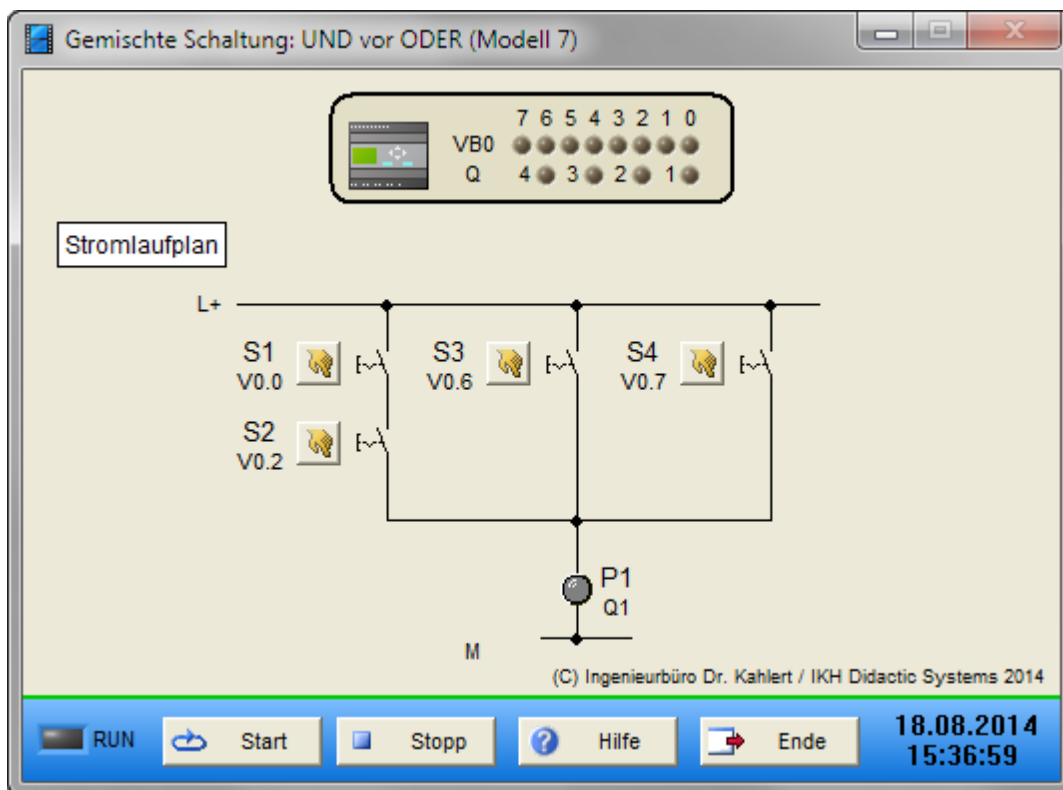 Gemischte Schaltung: UND vor ODER (Modell 7)
7 6 5 4 3 2 1 0
VB0
Q 4 3 2 1
Stromlaufplan
L+
S1 S3 S4
V0.0 V0.6 V0.7
S2
V0.2
P1
Q1
M
(C) Ingenieurbüro Dr. Kahlert / IKH Didactic Systems 2014
RUN Start Stopp Hilfe Ende 18.08.2014
15:36:59